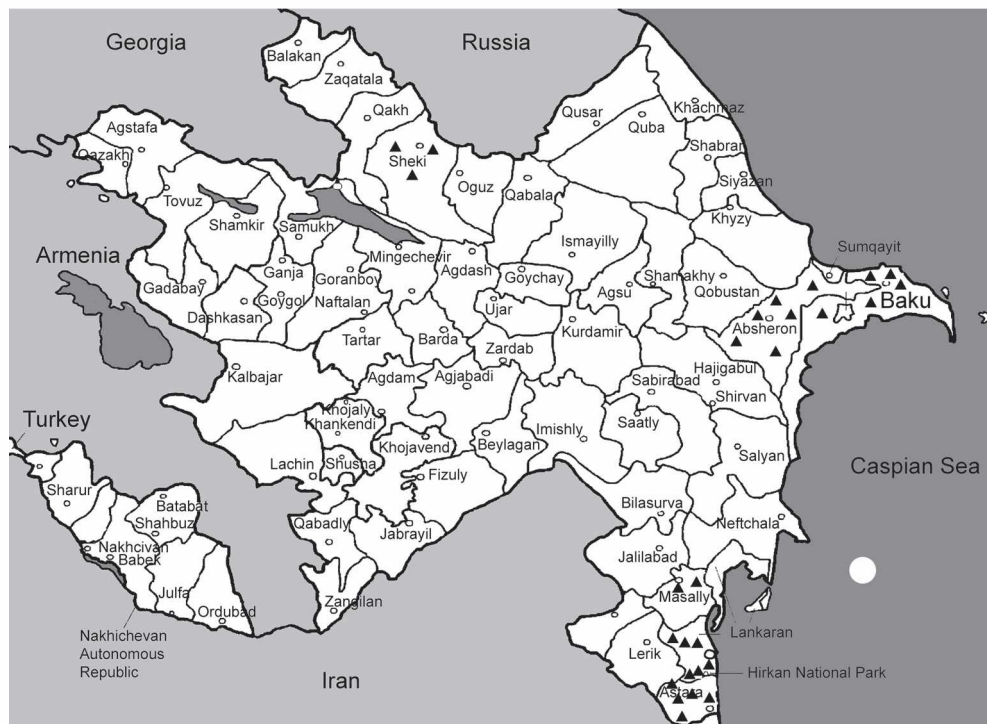 Georgia
Russia
Balakan
Zaqatala
Qakh
Qusar
Khachmaz
Quba
Agstafa
Qazakh
Sheki
Shabran
Oguz
Qabala
Siyazan
Tovuz
Shamkir
Samukh
Khyzy
Armenia
Mingechevir
Ismayilly
Sumqayit
Ganja
Goranboy
Agdash
Goychay
Shamakhy
Gadabay
Goygol
Naftalan
Agsu
Qobustan
Baku
Dashkasan
Ujar
Absheron
Kurdamir
Tartar
Barda
Zardab
Kalbajar
Agdam
Agjabadi
Hajigabul
Sabirabad
Shirvan
Turkey
Khojaly
Khankendi
Saatly
Imishly
Khojavend
Beylagan
Salyan
Lachin
Shusha
Caspian Sea
Fizuly
Sharur
Batabat
Shahbuz
Bilasurva
Neftchala
Qabadly
Jabrayil
Nakhcivan
Babek
Jalilabad
Julfa
Masally
Ordubad
Zangilan
Nakhichevan
Autonomous
Republic
Lankaran
Lerik
Hirkan National Park
Iran
Astara